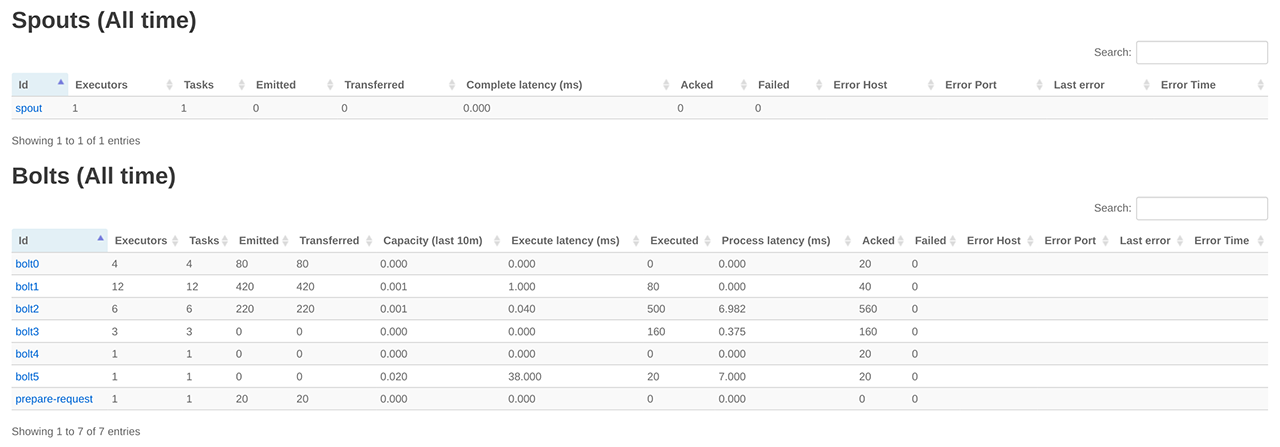 Spouts (All time)
Search:
Id Executors Tasks Emitted Transferred Complete latency (ms) Acked Failed Error Host Error Port Last error Error Time
spout 1 1 0 0 0.000 0 0
Showing 1 to 1 of 1 entries
Bolts (All time)
Search:
Id Executors Tasks Emitted Transferred Capacity (last 10m) Execute latency (ms) Executed Process latency (ms) Acked Failed Error Host Error Port Last error Error Time
bolt0 4 4 80 80 0.000 0.000 0 0.000 20 0
bolt1 12 12 420 420 0.001 1.000 80 0.000 40 0
bolt2 6 6 220 220 0.001 0.040 500 6.982 560 0
bolt3 3 3 0 0 0.000 0.000 160 0.375 160 0
bolt4 1 1 0 0 0.000 0.000 0 0.000 20 0
bolt5 1 1 0 0 0.020 38.000 20 7.000 20 0
prepare-request 1 1 20 20 0.000 0.000 0 0.000 0 0
Showing 1 to 7 of 7 entries